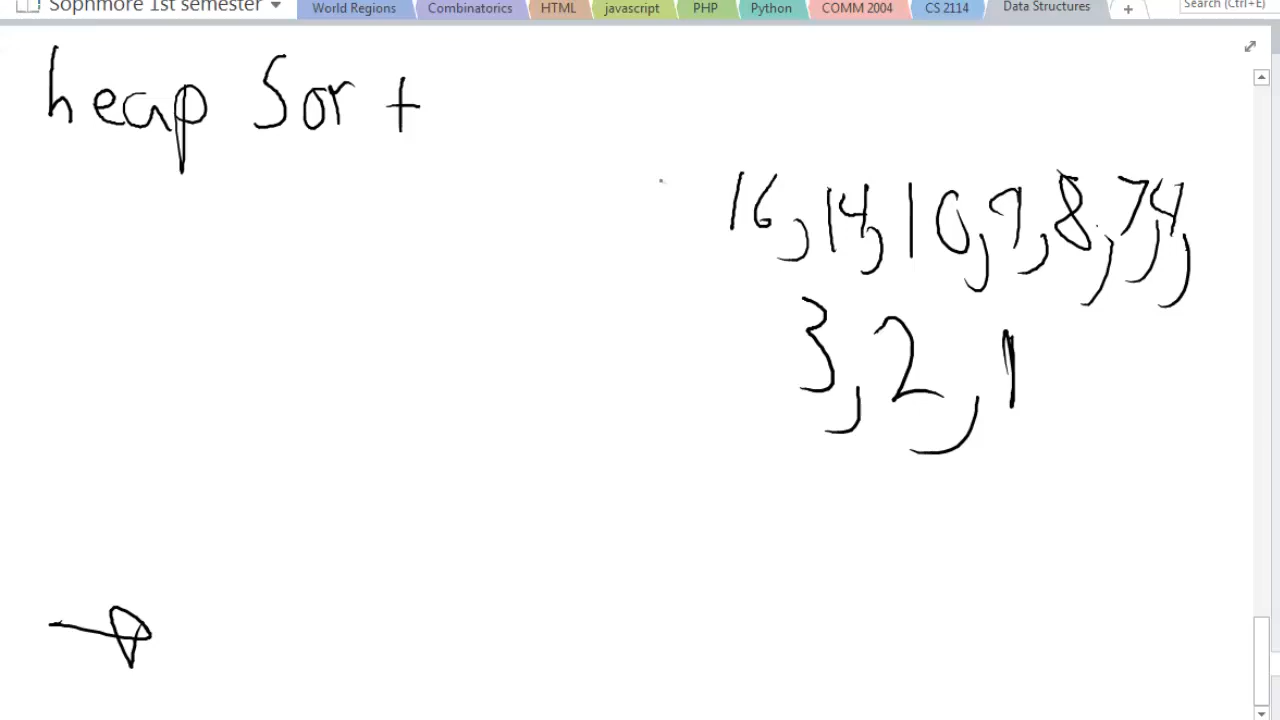 Sophmore 1st semester World Regions Combinatorics HTML javascript PHP Python COMM 2004 CS 2114 Data Structures + Search (Ctrl+E)
heap Sort
16, 14, 10, 9, 8, 7, 4,
3, 2, 1